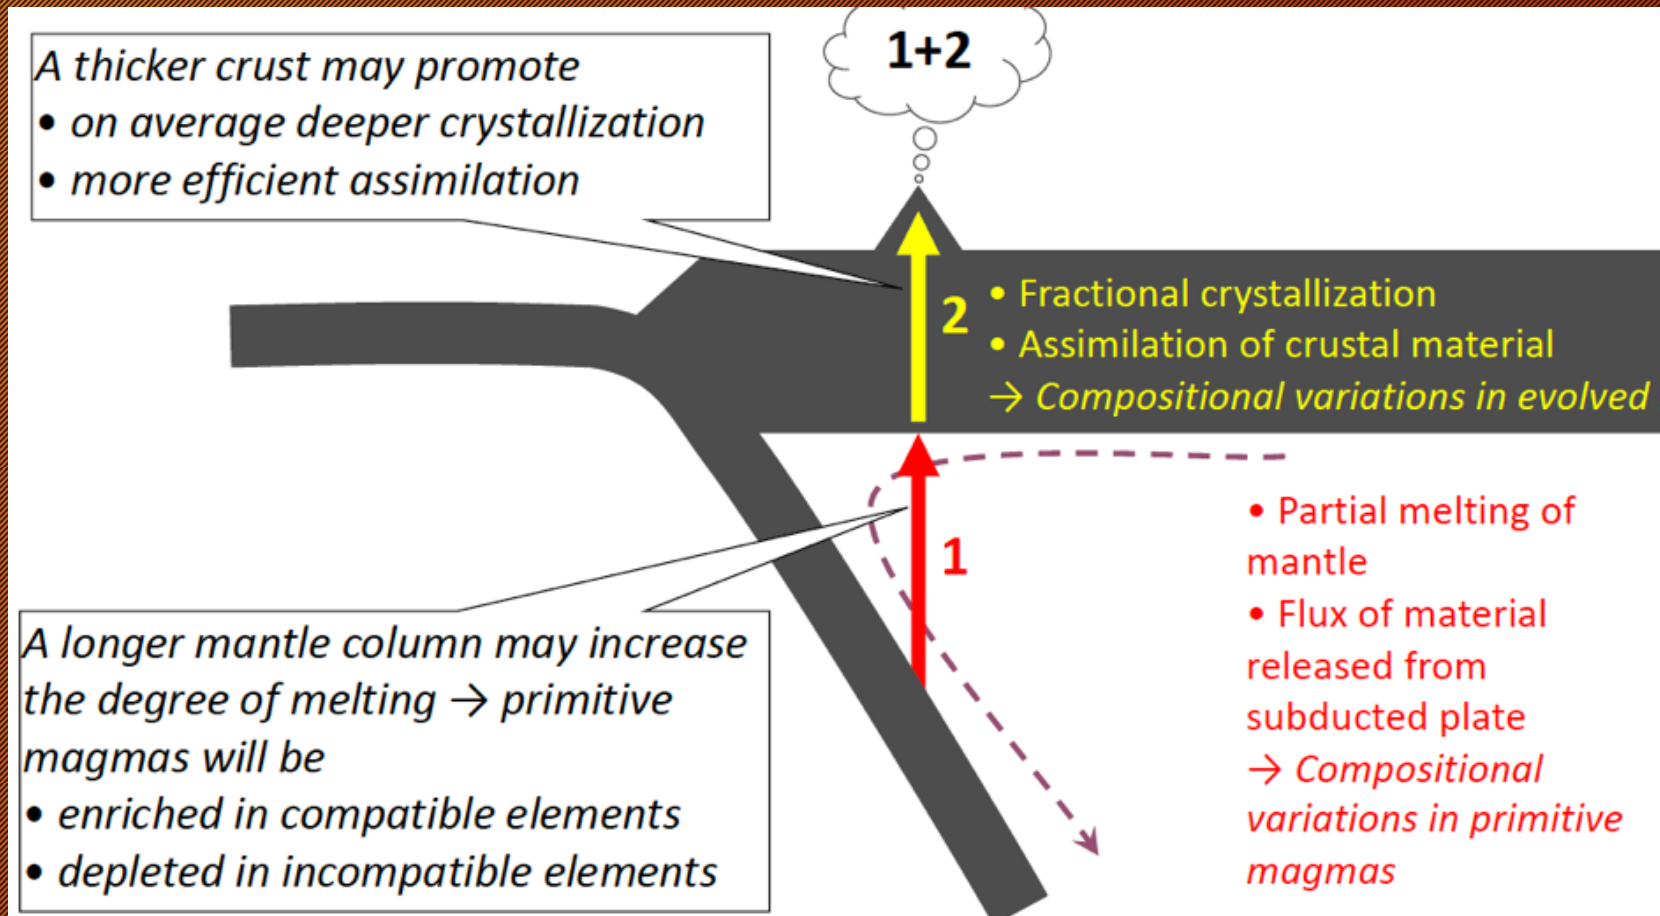 A thicker crust may promote
• on average deeper crystallization
• more efficient assimilation
1+2
2
• Fractional crystallization
• Assimilation of crustal material
→ Compositional variations in evolved
1
• Partial melting of
mantle
• Flux of material
released from
subducted plate
→ Compositional
variations in primitive
magmas
A longer mantle column may increase
the degree of melting → primitive
magmas will be
• enriched in compatible elements
• depleted in incompatible elements